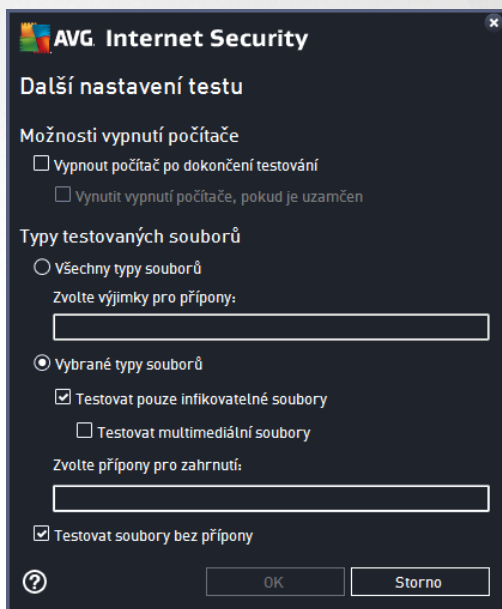 AVG. Internet Security
Další nastavení testu
Možnosti vypnutí počítače
Vypnout počítač po dokončení testování
Vynutit vypnutí počítače, pokud je uzamčen
Typy testovaných souborů
Všechny typy souborů
Zvolte výjimky pro přípony:
Vybrané typy souborů
Testovat pouze infikovatelné soubory
Testovat multimediální soubory
Zvolte přípony pro zahrnutí:
Testovat soubory bez přípony
OK
Storno